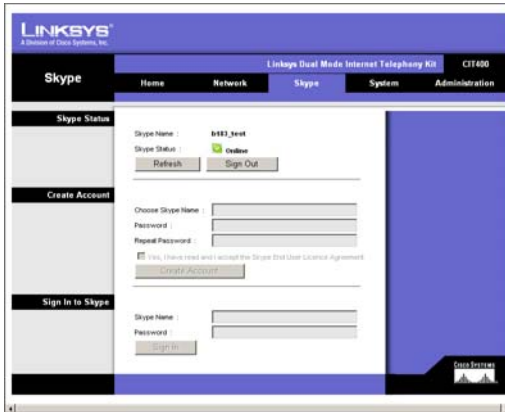 LINKSYS®
A Division of Cisco Systems, Inc.
Linksys Dual Mode Internet Telephony Kit CIT400
Skype
Home Network Skype System Administration
Skype Status
Skype Name : b103_test
Skype Status : Online
Refresh Sign Out
Create Account
Choose Skype Name :
Password :
Repeat Password :
Yes, I have read and I accept the Skype End User Licence Agreement
Create Account
Sign In to Skype
Skype Name :
Password :
Sign In
CISCO SYSTEMS